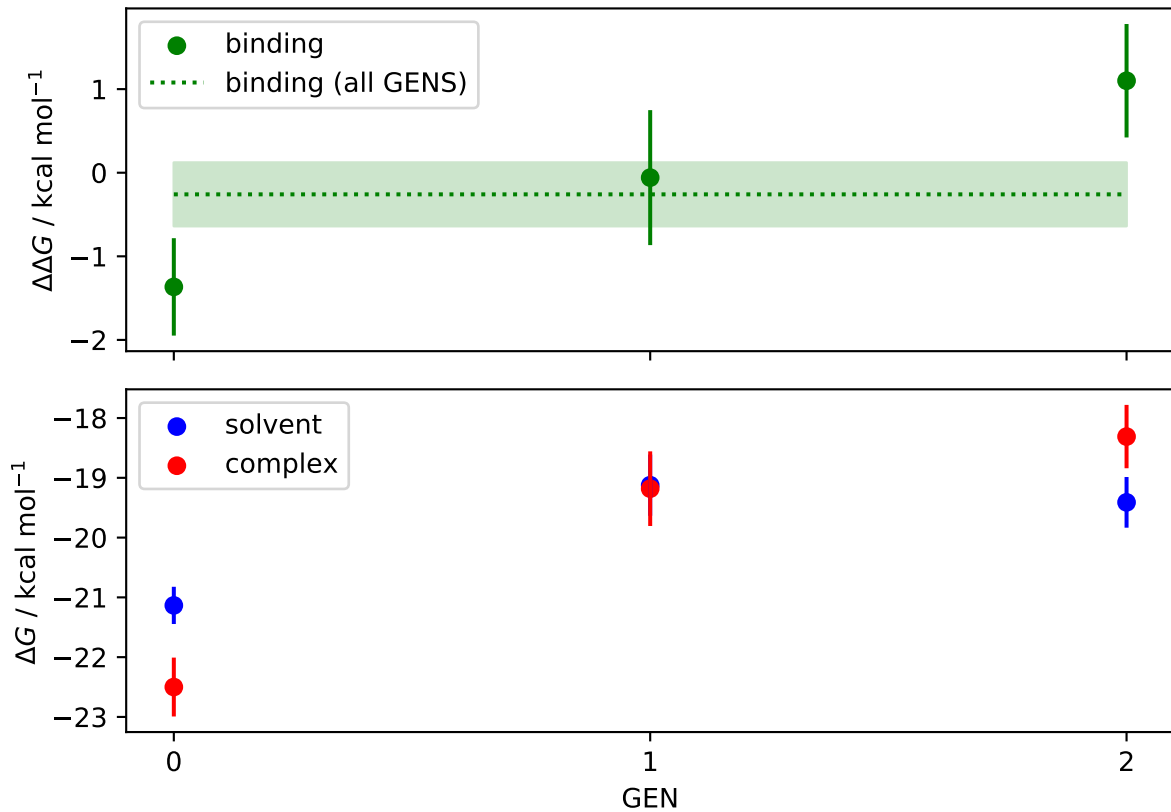 binding
binding (all GENS)
1
0
−1
−2
ΔΔG / kcal mol⁻¹
solvent
complex
−18
−19
−20
−21
−22
−23
ΔG / kcal mol⁻¹
0 1 2
GEN